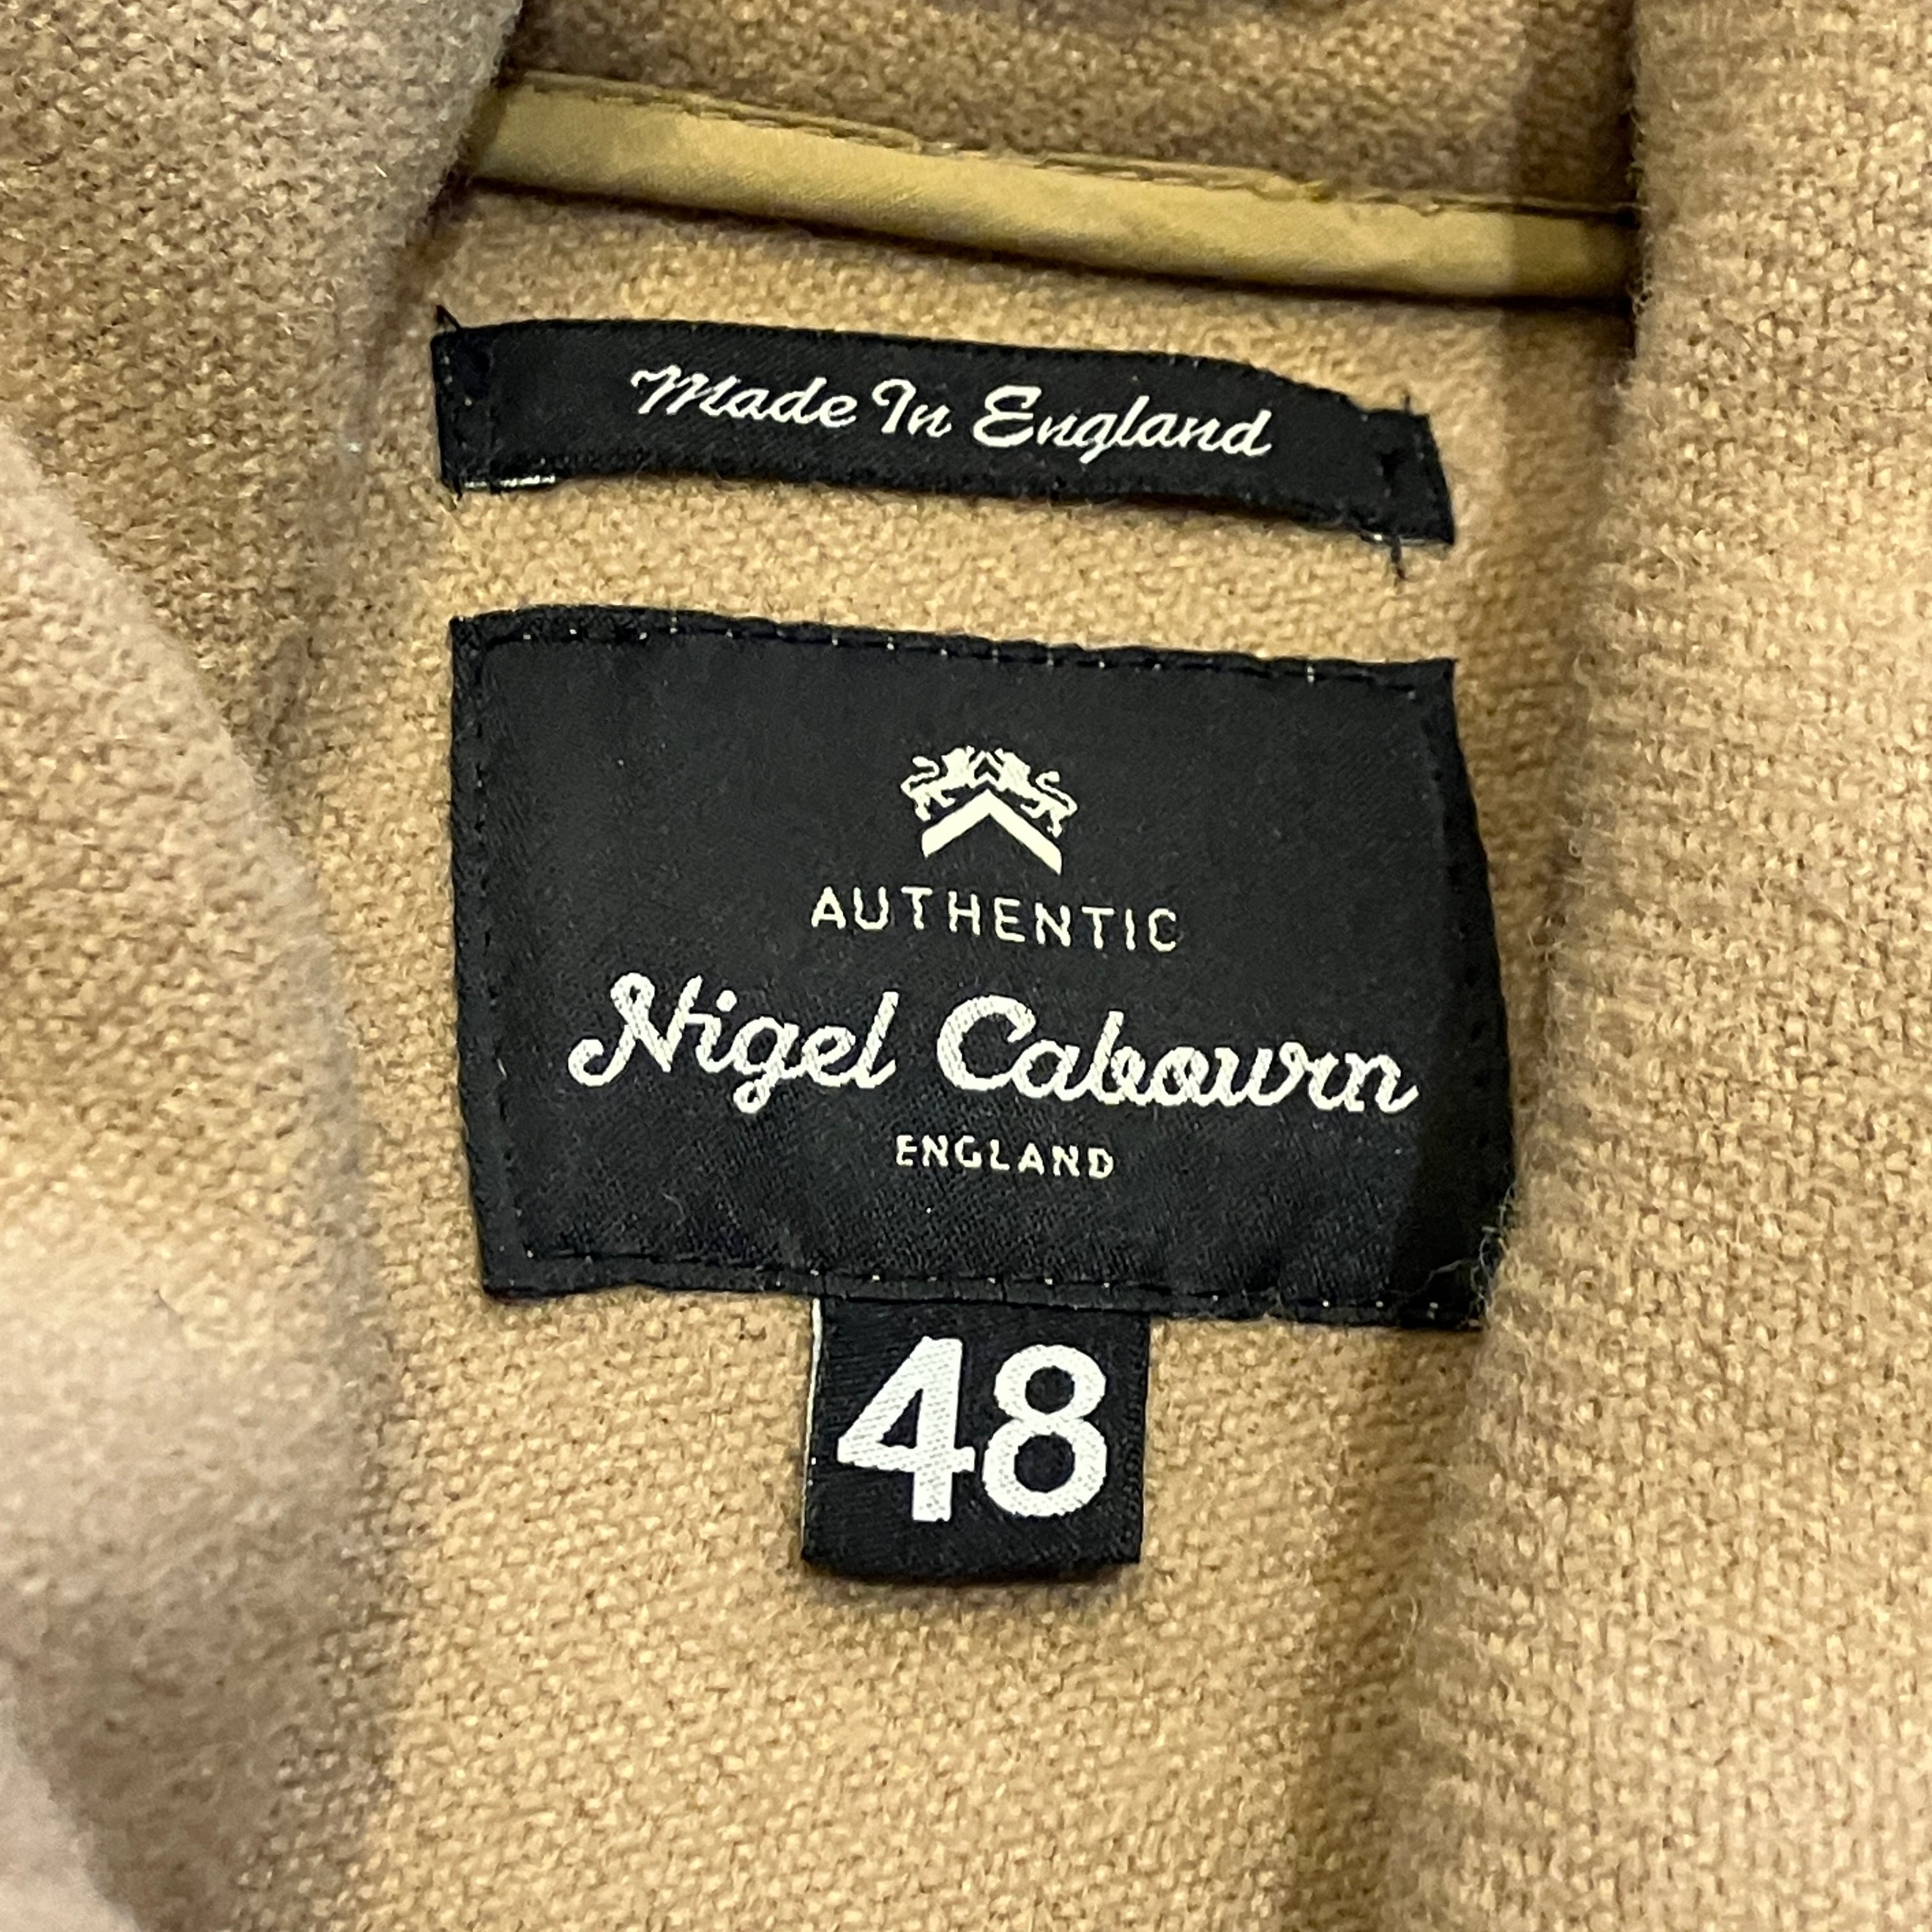 Made In England
AUTHENTIC
Nigel Cabourn
ENGLAND
48